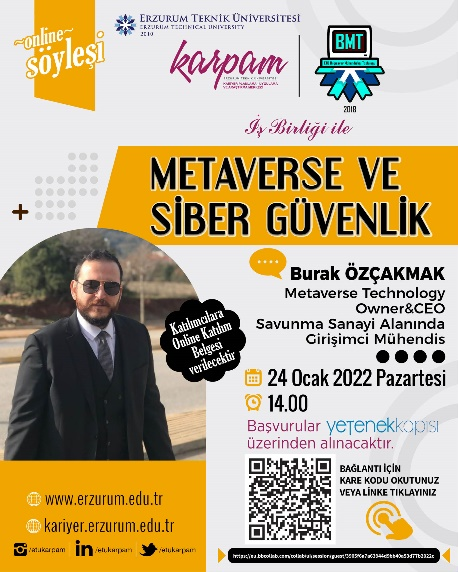 ~online~
söyleşi
ERZURUM TEKNİK ÜNİVERSİTESİ
ERZURUM TECHNICAL UNIVERSITY
2010
karpam
BMT
2018
İş Birliği ile
METAVERSE VE
SİBER GÜVENLİK
Burak ÖZÇAKMAK
Metaverse Technology
Owner&CEO
Savunma Sanayi Alanında
Girişimci Mühendis
Katılımcılara
Online Katılım
Belgesi
verilecektir
24 Ocak 2022 Pazartesi
14.00
Başvurular yetenekkapısı
üzerinden alınacaktır.
BAĞLANTI İÇİN
KARE KODU OKUTUNUZ
VEYA LİNKE TIKLAYINIZ
www.erzurum.edu.tr
kariyer.erzurum.edu.tr
/etukarpam
/etukarpam
/etukarpam